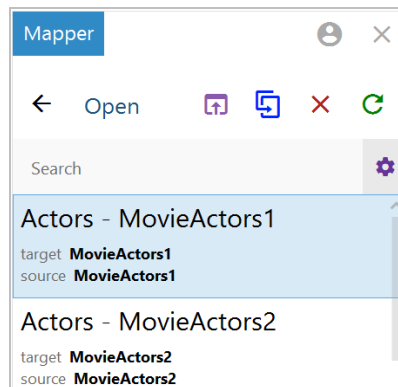 Mapper
Open
Search
Actors - MovieActors1
target MovieActors1
source MovieActors1
Actors - MovieActors2
target MovieActors2
source MovieActors2